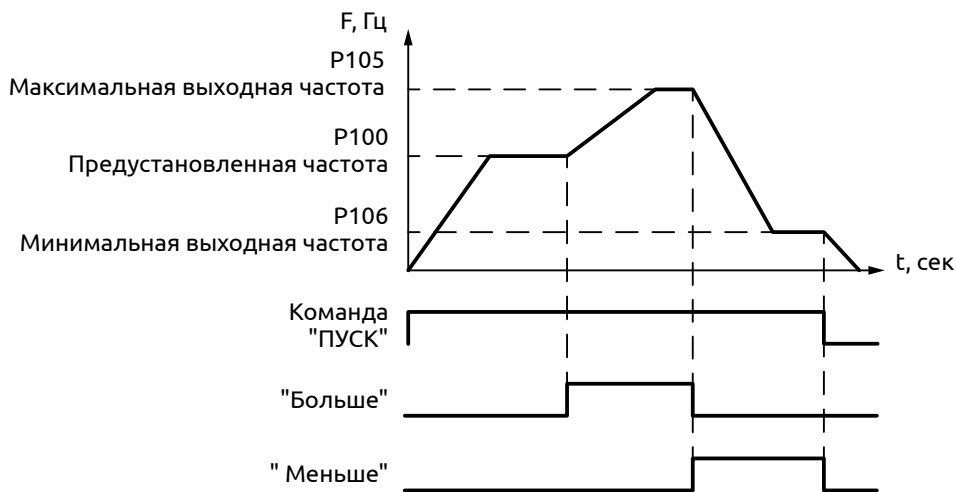 F, Гц
P105
Максимальная выходная частота
P100
Предустановленная частота
P106
Минимальная выходная частота
t, сек
Команда
"ПУСК"
"Больше"
" Меньше"